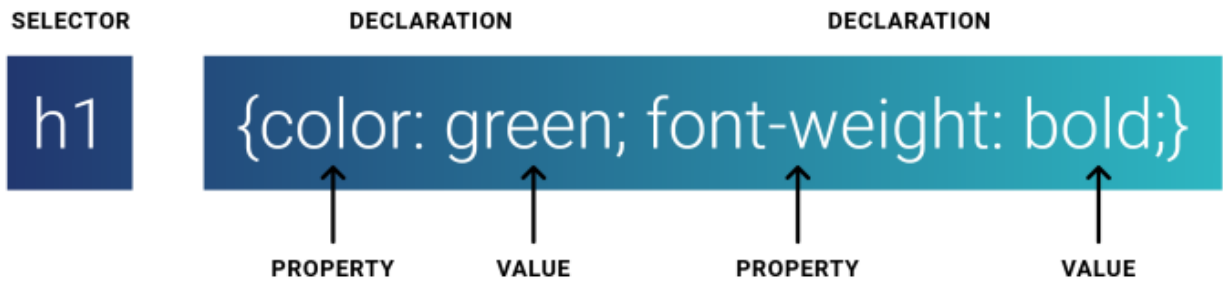 SELECTOR DECLARATION DECLARATION
h1 {color: green; font-weight: bold;}
PROPERTY VALUE PROPERTY VALUE